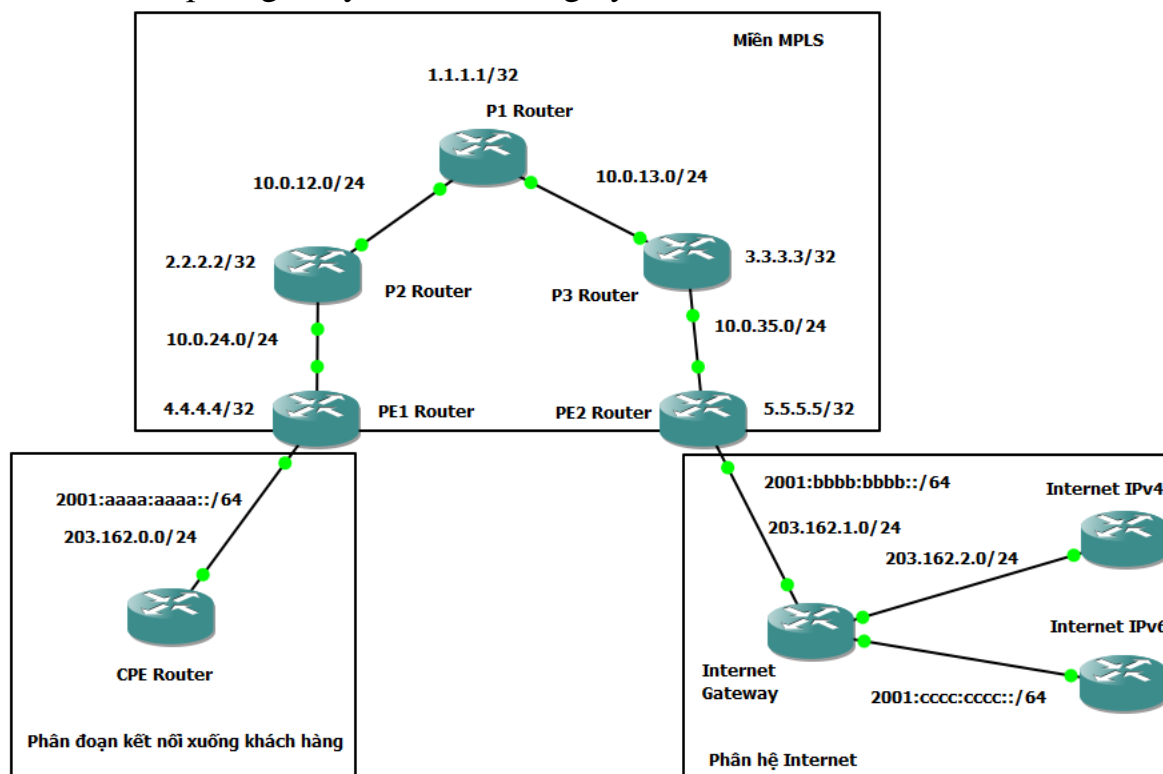 Miền MPLS
1.1.1.1/32
P1 Router
10.0.12.0/24
10.0.13.0/24
2.2.2.2/32
P2 Router
3.3.3.3/32
P3 Router
10.0.24.0/24
10.0.35.0/24
4.4.4.4/32
PE1 Router
PE2 Router
5.5.5.5/32
2001:aaaa:aaaa::/64
203.162.0.0/24
CPE Router
Phân đoạn kết nối xuống khách hàng
2001:bbbb:bbbb::/64
203.162.1.0/24
Internet IPv4
203.162.2.0/24
Internet IPv6
Internet
Gateway
2001:cccc:cccc::/64
Phân hệ Internet